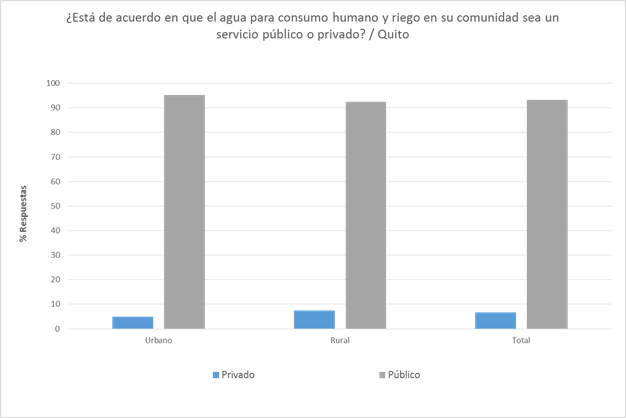 ¿Está de acuerdo en que el agua para consumo humano y riego en su comunidad sea un
servicio público o privado? / Quito
100
90
80
70
60
50
40
30
20
10
0
% Respuestas
Urbano
Rural
Total
Privado
Público